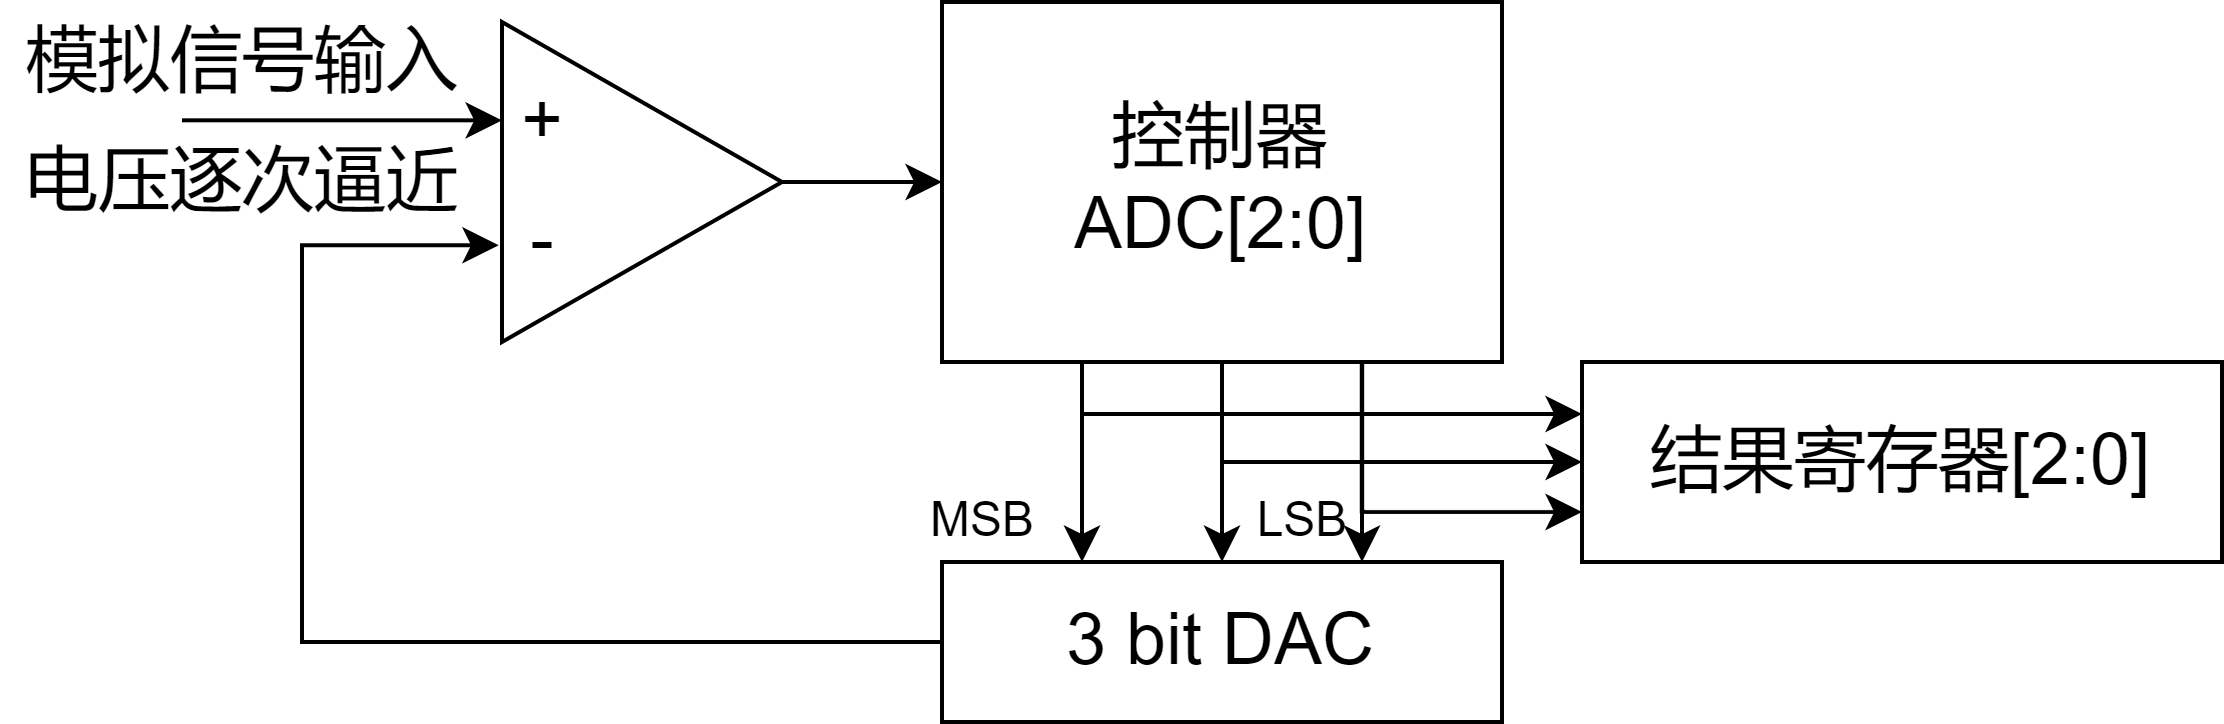 模拟信号输入
+
电压逐次逼近
-
控制器
ADC[2:0]
结果寄存器[2:0]
MSB
LSB
3 bit DAC